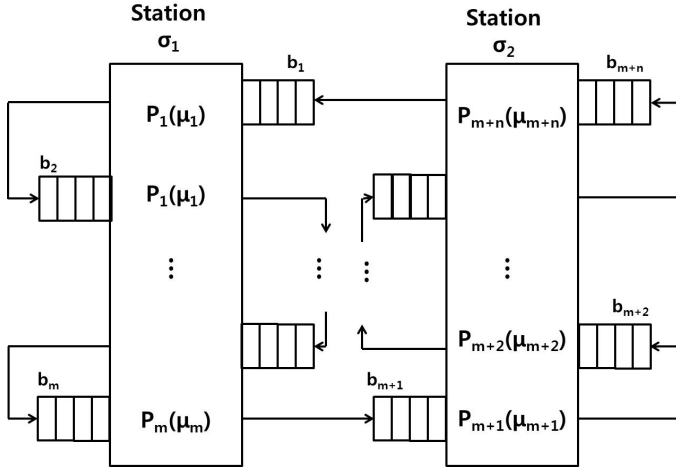 Station
σ1
Station
σ2
b1
bm+n
P1(μ1)
Pm+n(μm+n)
b2
P1(μ1)
⋮
⋮
⋮
⋮
bm+2
Pm+2(μm+2)
bm
bm+1
Pm(μm)
Pm+1(μm+1)